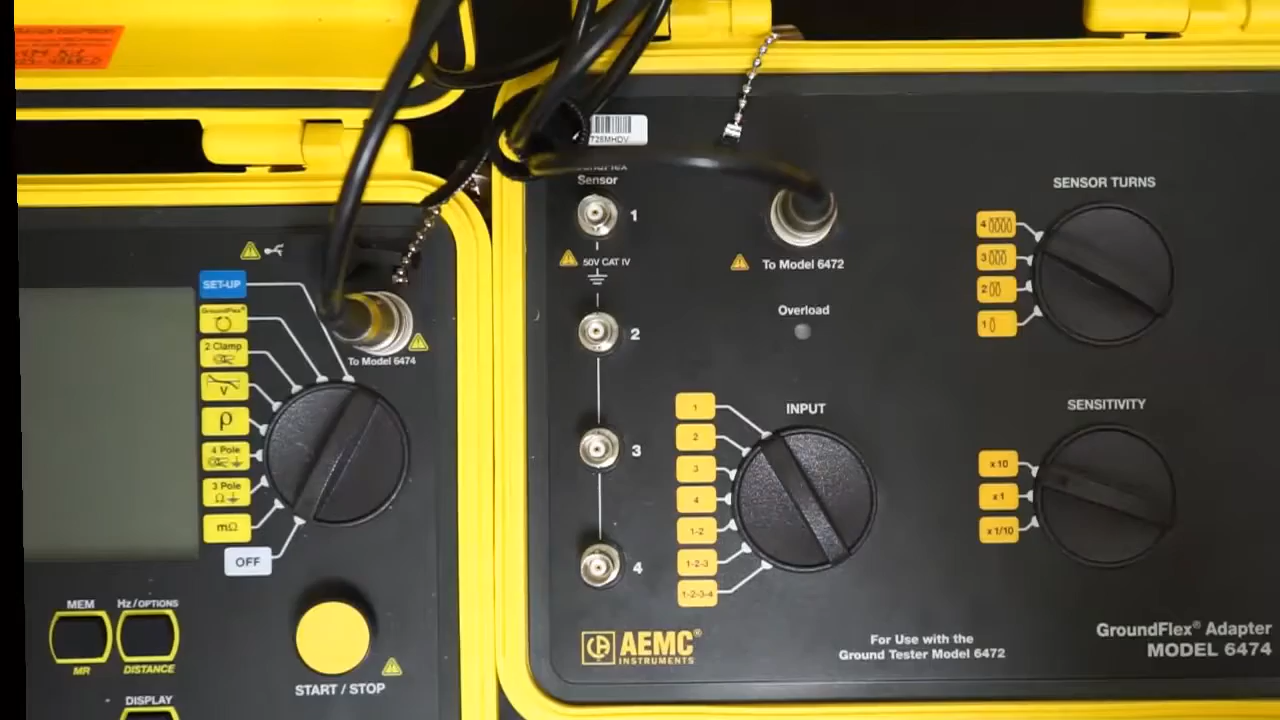 726MHDV
Sensor
1
50V CAT IV
2
3
4
To Model 6472
Overload
SENSOR TURNS
4
3
2
1
INPUT
1
2
3
4
1-2
1-2-3
1-2-3-4
SENSITIVITY
x10
x1
x1/10
AEMC®
INSTRUMENTS
For Use with the
Ground Tester Model 6472
GroundFlex® Adapter
MODEL 6474
SET-UP
GroundFlex®
2 Clamp
V
ρ
4 Pole
3 Pole
Ω
mΩ
OFF
To Model 6474
MEM
Hz/OPTIONS
MR
DISTANCE
DISPLAY
START / STOP